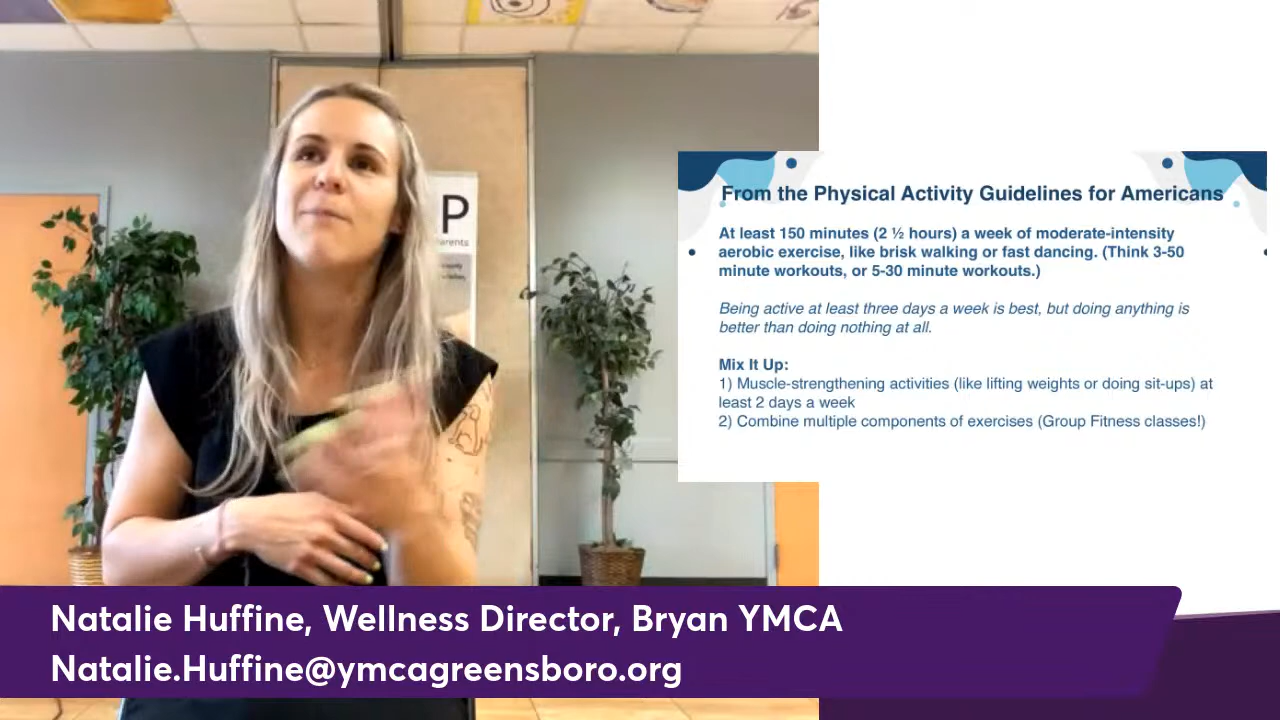 P
arents
From the Physical Activity Guidelines for Americans
At least 150 minutes (2 ½ hours) a week of moderate-intensity
aerobic exercise, like brisk walking or fast dancing. (Think 3-50
minute workouts, or 5-30 minute workouts.)
Being active at least three days a week is best, but doing anything is
better than doing nothing at all.
Mix It Up:
1) Muscle-strengthening activities (like lifting weights or doing sit-ups) at
least 2 days a week
2) Combine multiple components of exercises (Group Fitness classes!)
Natalie Huffine, Wellness Director, Bryan YMCA
Natalie.Huffine@ymcagreensboro.org